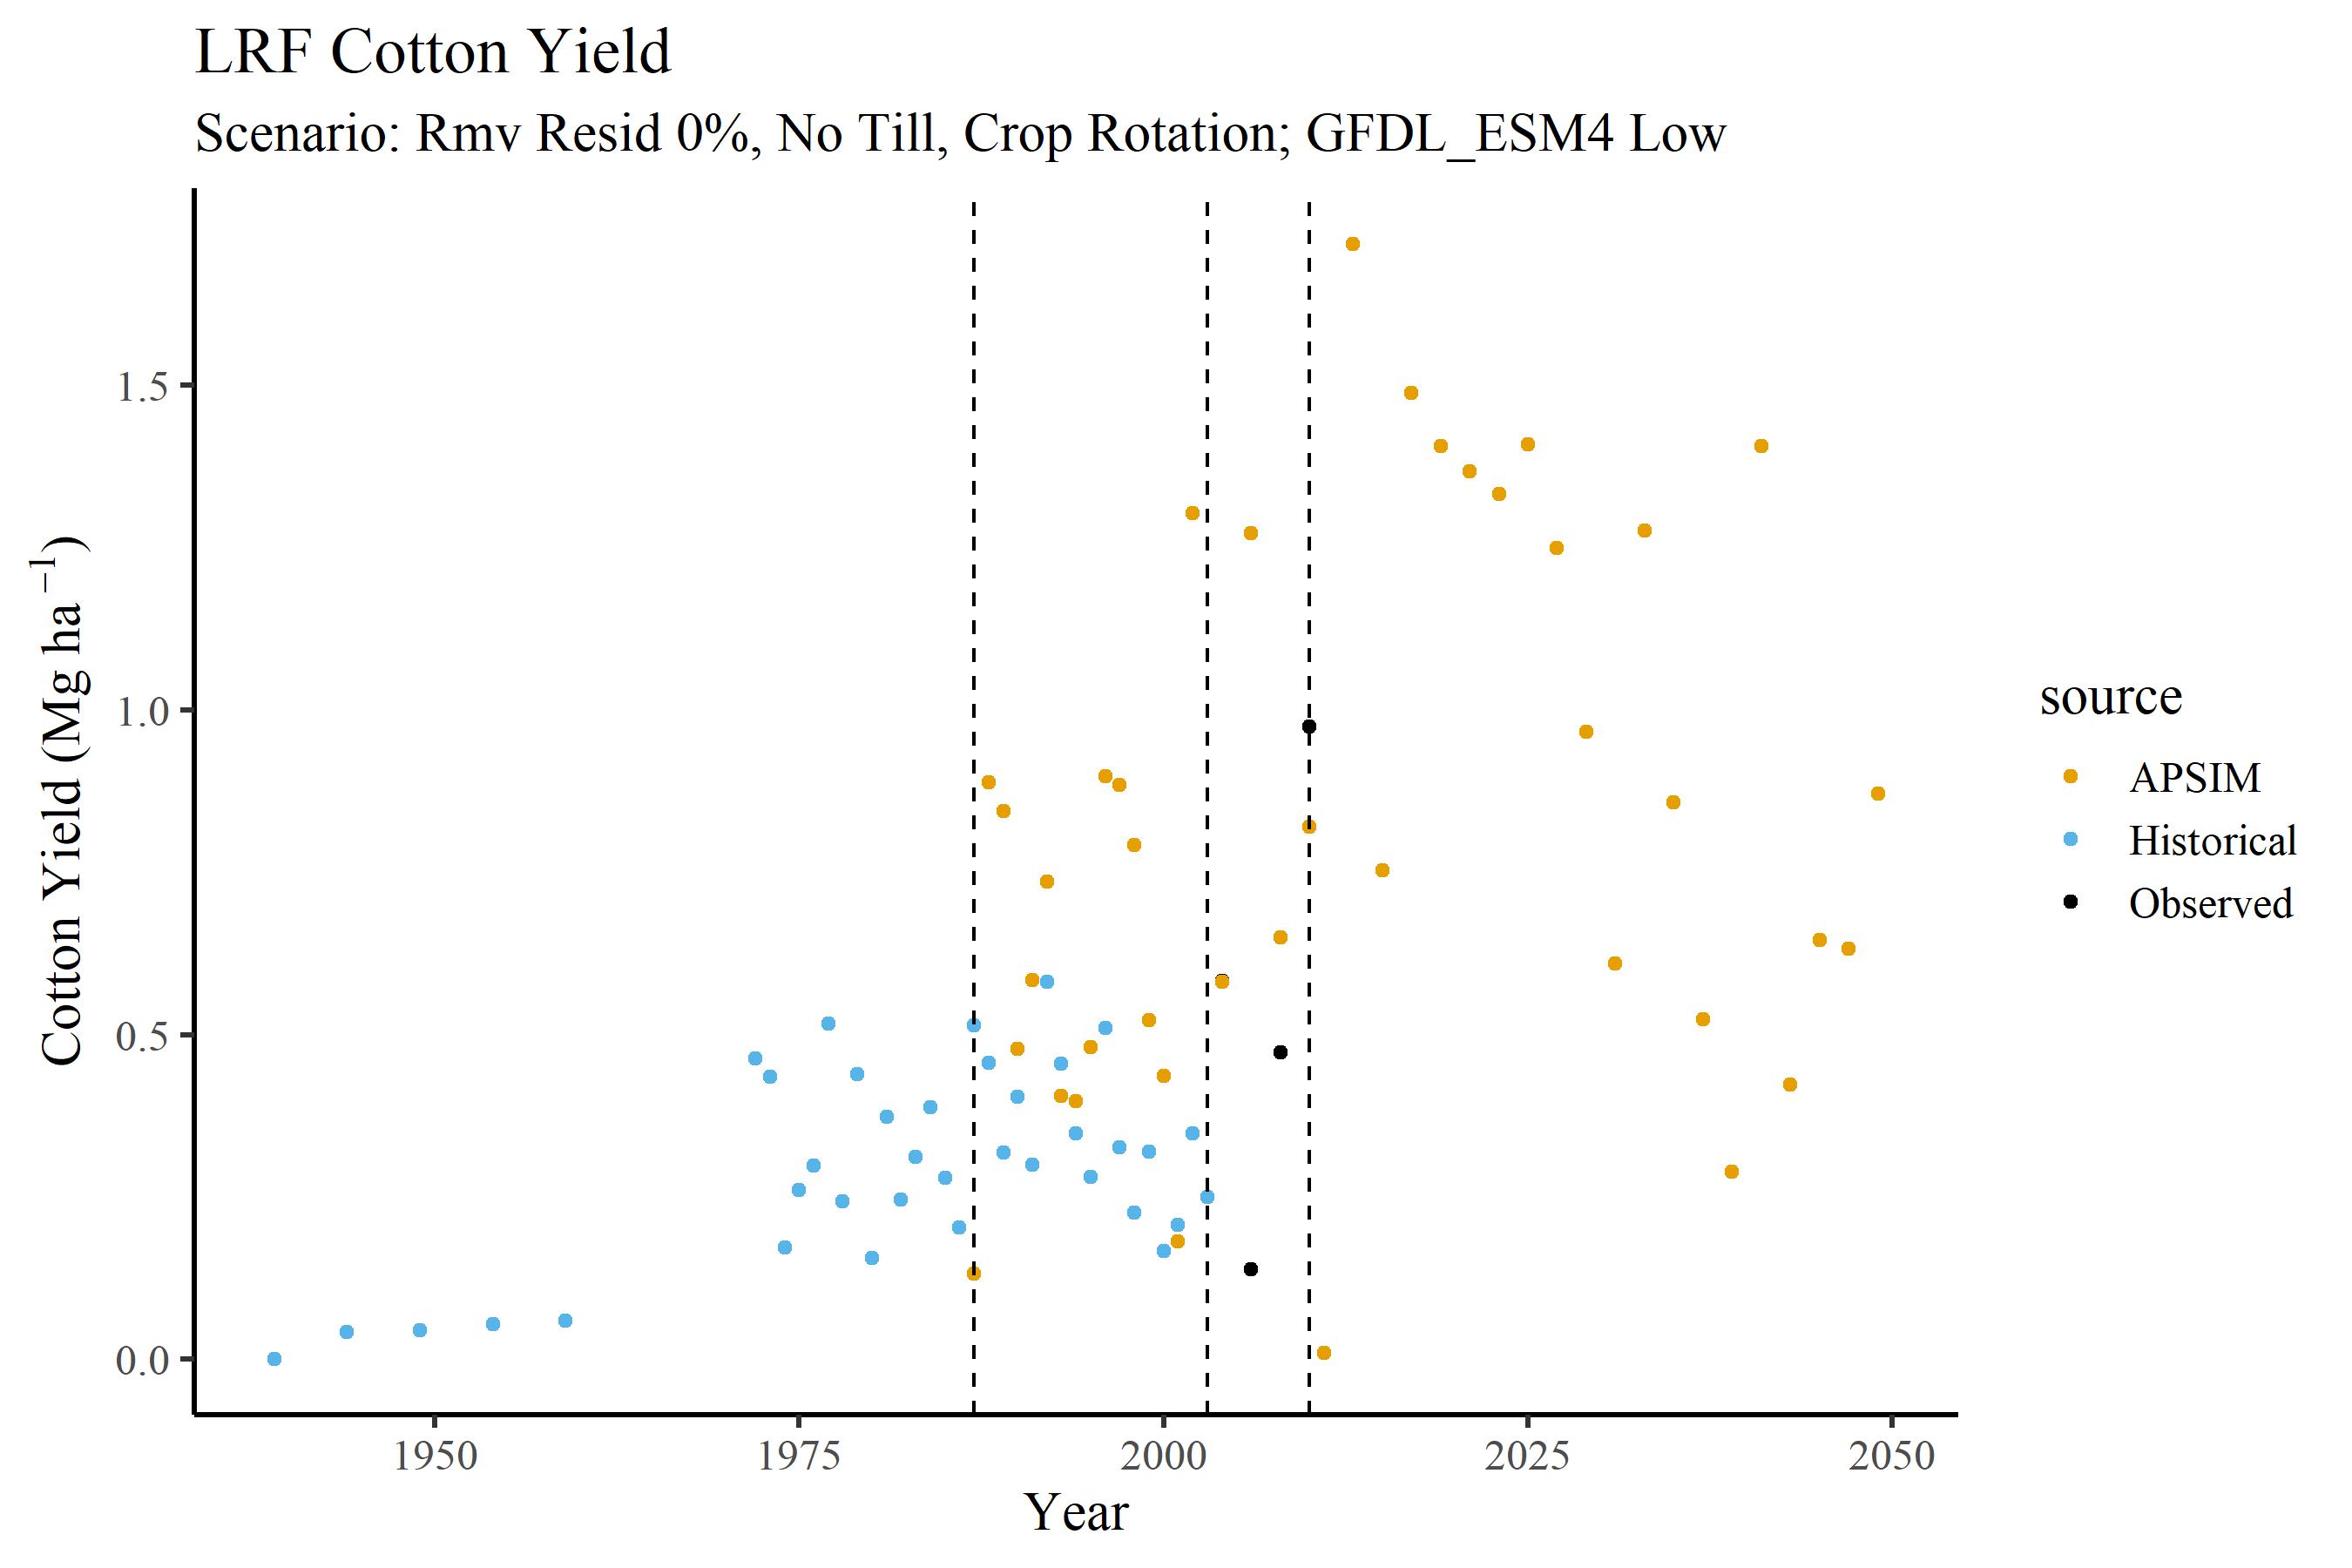 LRF Cotton Yield
Scenario: Rmv Resid 0%, No Till, Crop Rotation; GFDL_ESM4 Low
Cotton Yield (Mg ha⁻¹)
1.5
1.0
0.5
0.0
1950 1975 2000 2025 2050
Year
source
APSIM
Historical
Observed